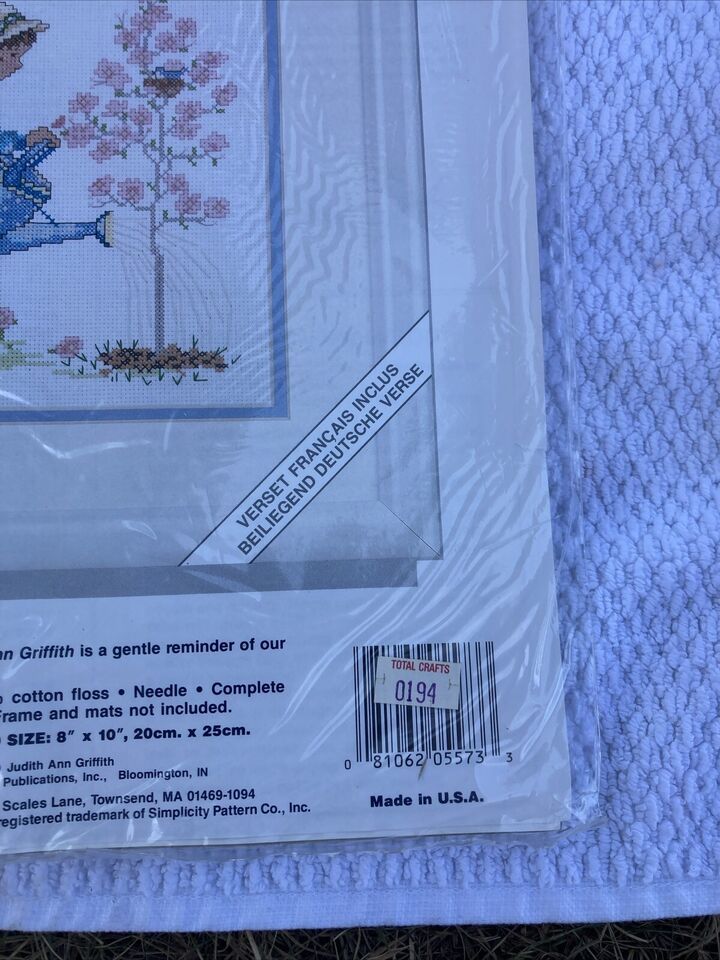 VERSET FRANÇAIS INCLUS
BEILIEGEND DEUTSCHE VERSE
Ann Griffith is a gentle reminder of our
cotton floss • Needle • Complete
Frame and mats not included.
SIZE: 8" x 10", 20cm. x 25cm.
Judith Ann Griffith
Publications, Inc., Bloomington, IN
Scales Lane, Townsend, MA 01469-1094
registered trademark of Simplicity Pattern Co., Inc.
TOTAL CRAFTS
0194
0 81062 05573 3
Made in U.S.A.